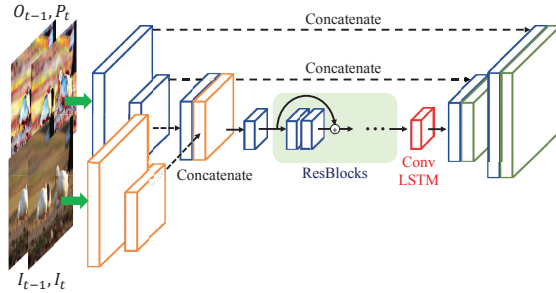 O_{t-1}, P_t
Concatenate
Concatenate
Concatenate
ResBlocks
Conv
LSTM
I_{t-1}, I_t